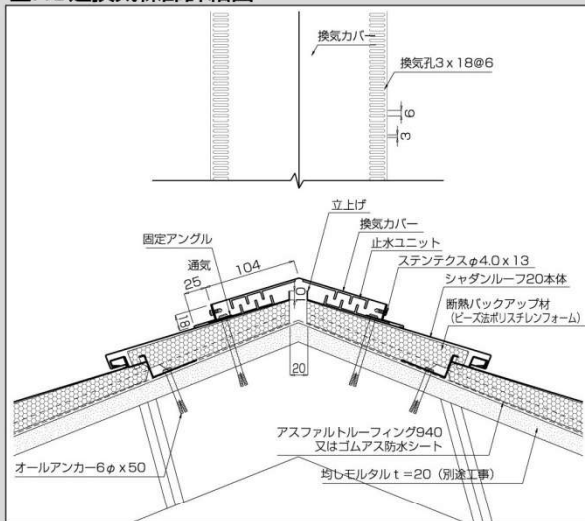 換気カバー
換気孔3 x 18@6
6
3
立上げ
換気カバー
固定アングル
止水ユニット
通気
104
ステンテクスφ4.0 x 13
25
シャダンルーフ20本体
10
断熱バックアップ材
(ビーズ法ポリスチレンフォーム)
18
20
アスファルトルーフィング940
又はゴムアス防水シート
オールアンカー6φ x 50
均しモルタルt=20(別途工事)